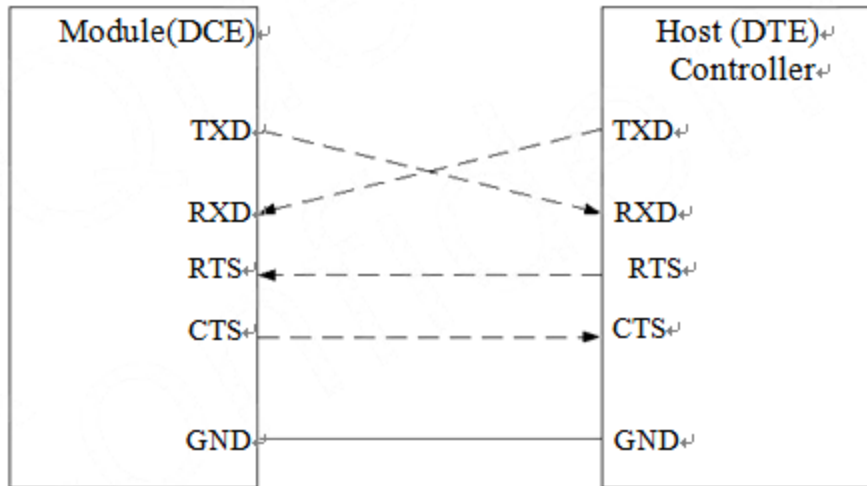 Module(DCE)↵
Host (DTE)↵
Controller↵
TXD↵
TXD↵
RXD↵
RXD↵
RTS↵
RTS↵
CTS↵
CTS↵
GND↵
GND↵